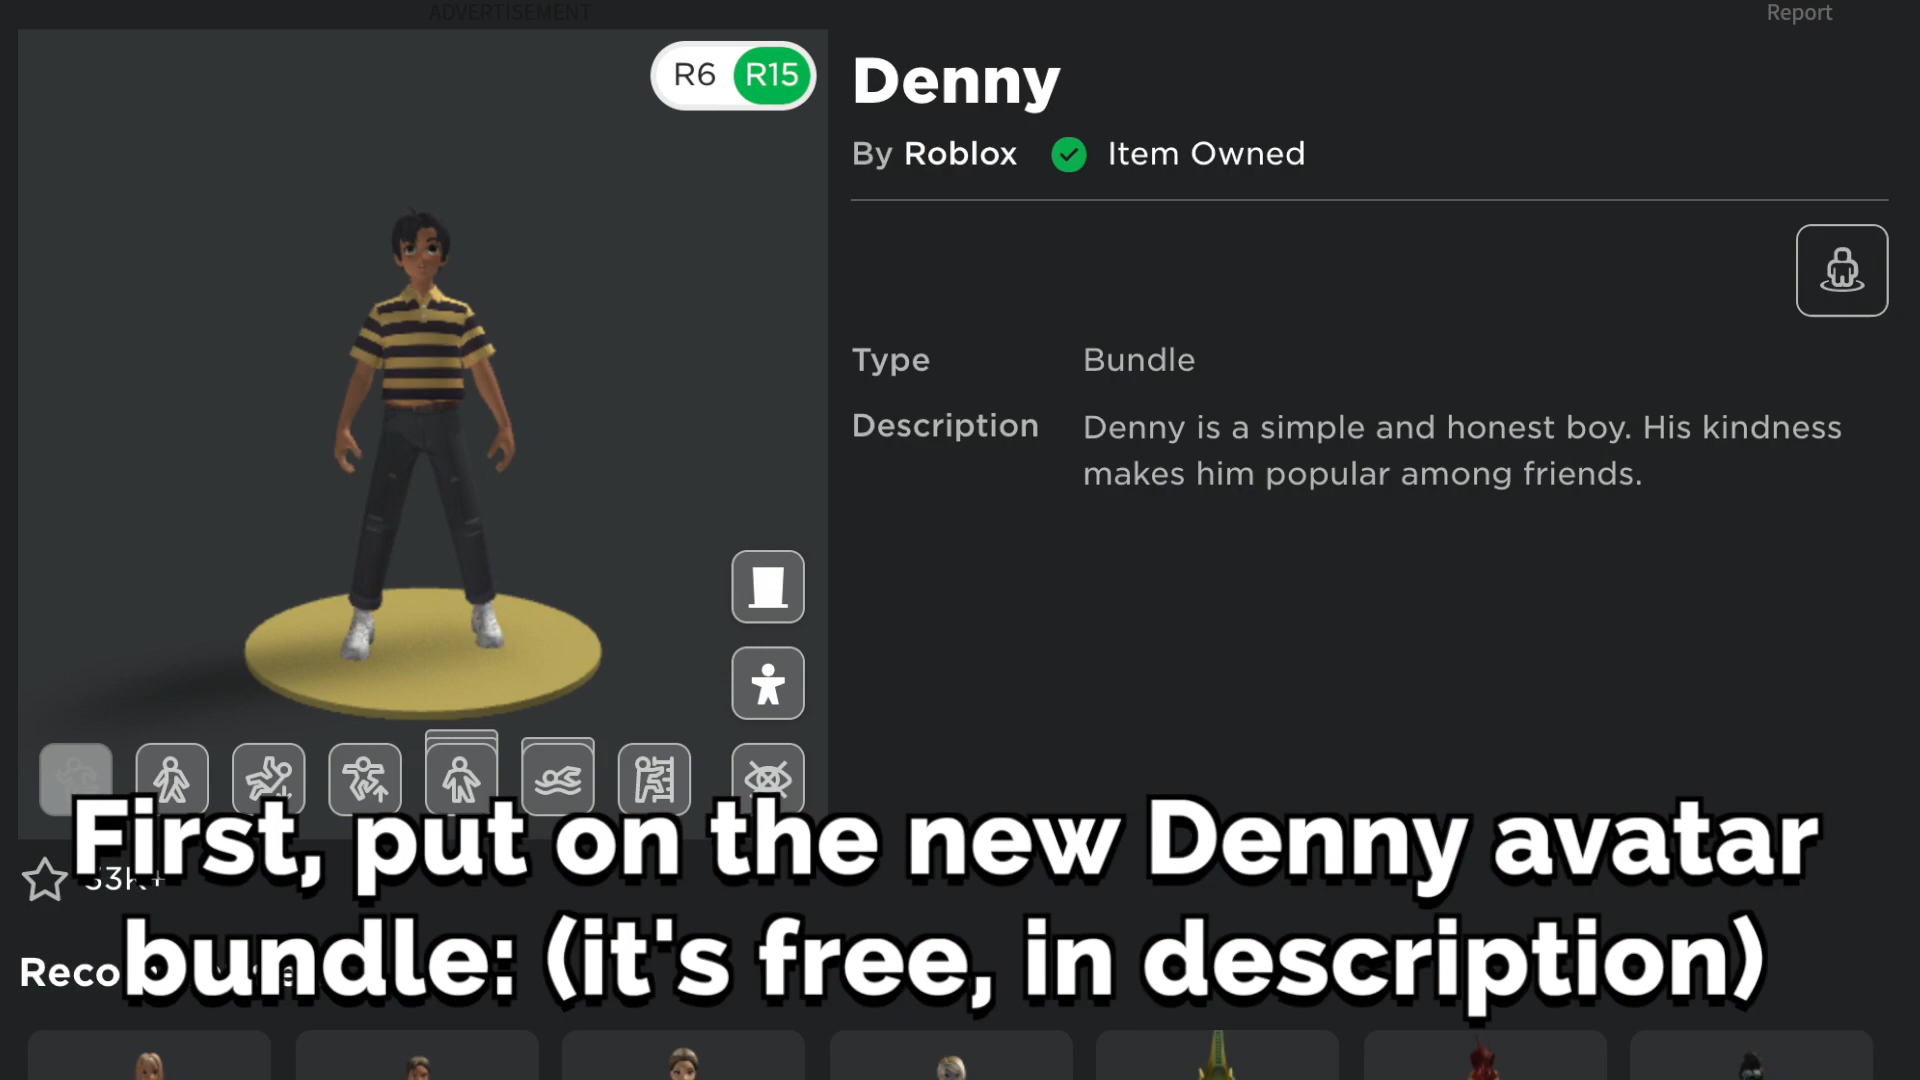 ADVERTISEMENT
Report
R6 R15
Denny
By Roblox Item Owned
Type Bundle
Description Denny is a simple and honest boy. His kindness
makes him popular among friends.
First, put on the new Denny avatar
bundle: (it's free, in description)